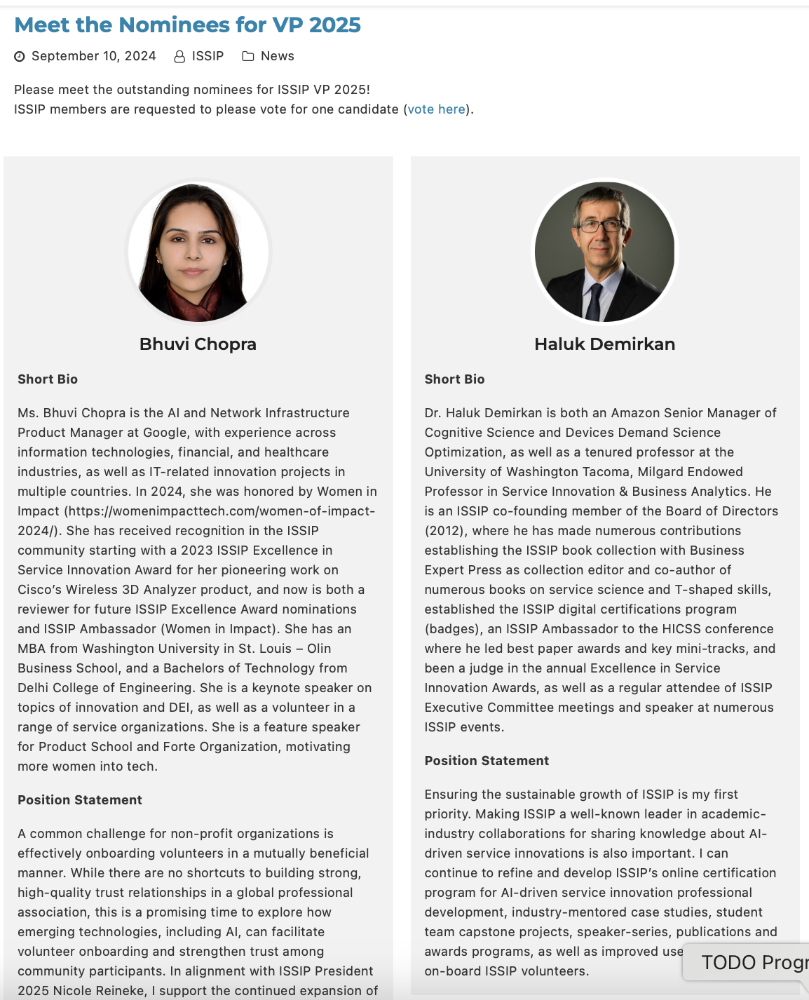 Meet the Nominees for VP 2025
September 10, 2024 ISSIP News
Please meet the outstanding nominees for ISSIP VP 2025!
ISSIP members are requested to please vote for one candidate (vote here).
Bhuvi Chopra
Short Bio
Ms. Bhuvi Chopra is the AI and Network Infrastructure
Product Manager at Google, with experience across
information technologies, financial, and healthcare
industries, as well as IT-related innovation projects in
multiple countries. In 2024, she was honored by Women in
Impact (https://womenimpacttech.com/women-of-impact-
2024/). She has received recognition in the ISSIP
community starting with a 2023 ISSIP Excellence in
Service Innovation Award for her pioneering work on
Cisco’s Wireless 3D Analyzer product, and now is both a
reviewer for future ISSIP Excellence Award nominations
and ISSIP Ambassador (Women in Impact). She has an
MBA from Washington University in St. Louis – Olin
Business School, and a Bachelors of Technology from
Delhi College of Engineering. She is a keynote speaker on
topics of innovation and DEI, as well as a volunteer in a
range of service organizations. She is a feature speaker
for Product School and Forte Organization, motivating
more women into tech.
Position Statement
A common challenge for non-profit organizations is
effectively onboarding volunteers in a mutually beneficial
manner. While there are no shortcuts to building strong,
high-quality trust relationships in a global professional
association, this is a promising time to explore how
emerging technologies, including AI, can facilitate
volunteer onboarding and strengthen trust among
community participants. In alignment with ISSIP President
2025 Nicole Reineke, I support the continued expansion of
Haluk Demirkan
Short Bio
Dr. Haluk Demirkan is both an Amazon Senior Manager of
Cognitive Science and Devices Demand Science
Optimization, as well as a tenured professor at the
University of Washington Tacoma, Milgard Endowed
Professor in Service Innovation & Business Analytics. He
is an ISSIP co-founding member of the Board of Directors
(2012), where he has made numerous contributions
establishing the ISSIP book collection with Business
Expert Press as collection editor and co-author of
numerous books on service science and T-shaped skills,
established the ISSIP digital certifications program
(badges), an ISSIP Ambassador to the HICSS conference
where he led best paper awards and key mini-tracks, and
been a judge in the annual Excellence in Service
Innovation Awards, as well as a regular attendee of ISSIP
Executive Committee meetings and speaker at numerous
ISSIP events.
Position Statement
Ensuring the sustainable growth of ISSIP is my first
priority. Making ISSIP a well-known leader in academic-
industry collaborations for sharing knowledge about AI-
driven service innovations is also important. I can
continue to refine and develop ISSIP’s online certification
program for AI-driven service innovation professional
development, industry-mentored case studies, student
team capstone projects, speaker-series, publications and
awards programs, as well as improved use
on-board ISSIP volunteers.
TODO Progr